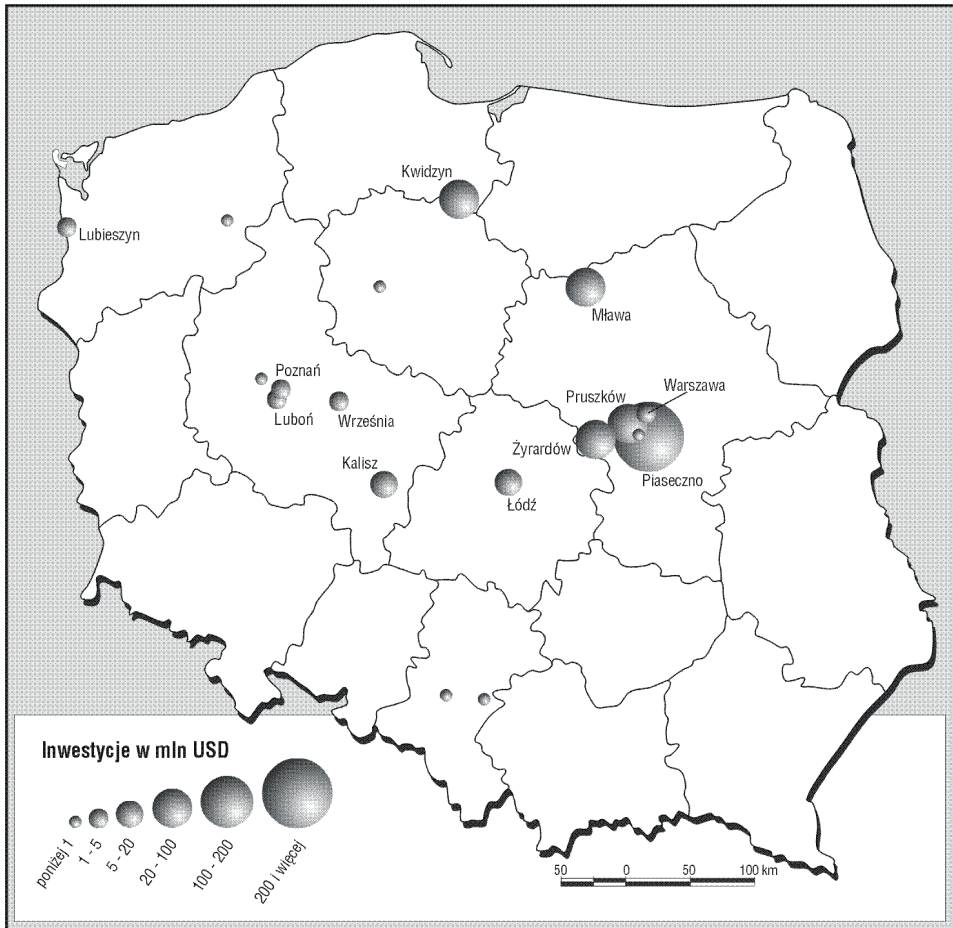 Kwidzyn
Lubieszyn
Mława
Poznań
Luboń
Września
Pruszków
Warszawa
Żyrardów
Piaseczno
Kalisz
Łódź
Inwestycje w mln USD
poniżej 1
1 - 5
5 - 20
20 - 100
100 - 200
200 i więcej
50 0 50 100 km